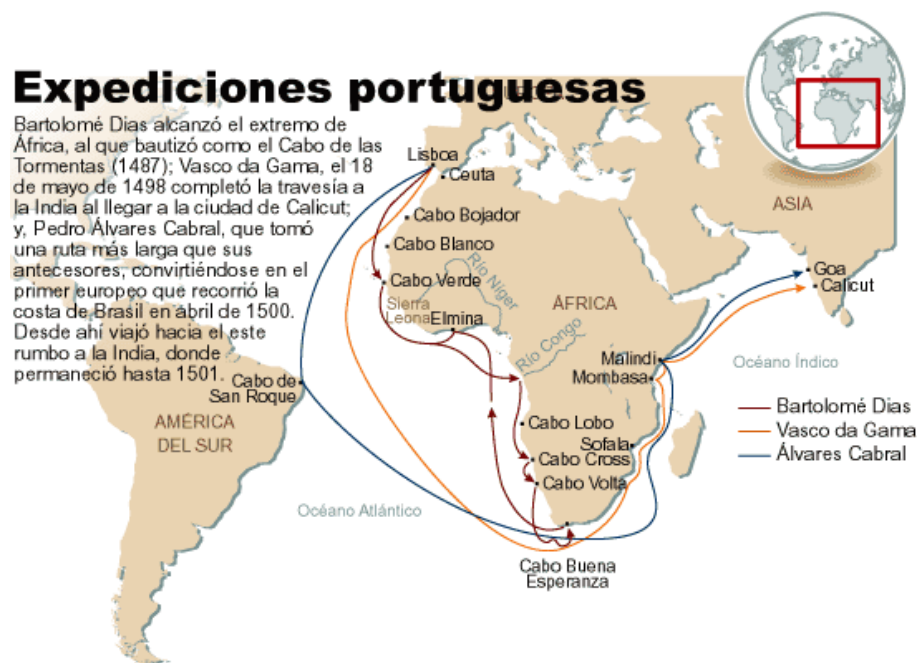 Expediciones portuguesas
Bartolomé Dias alcanzó el extremo de
África, al que bautizó como el Cabo de las
Tormentas (1487); Vasco da Gama, el 18
de mayo de 1498 completó la travesía a
la India al llegar a la ciudad de Calicut;
y, Pedro Álvares Cabral, que tomó
una ruta más larga que sus
antecesores, convirtiéndose en el
primer europeo que recorrió la
costa de Brasil en abril de 1500.
Desde ahí viajó hacia el este
rumbo a la India, donde
permaneció hasta 1501.
Lisboa
Ceuta
ASIA
Cabo Bojador
Cabo Blanco
Cabo Verde
Río Níger
Goa
Calicut
Sierra
Leona
Elmina
ÁFRICA
Río Congo
Malindi
Mombasa
Océano Índico
Cabo de
San Roque
AMÉRICA
DEL SUR
Cabo Lobo
Sofala
Cabo Cross
Cabo Volta
Bartolomé Dias
Vasco da Gama
Álvares Cabral
Océano Atlántico
Cabo Buena
Esperanza